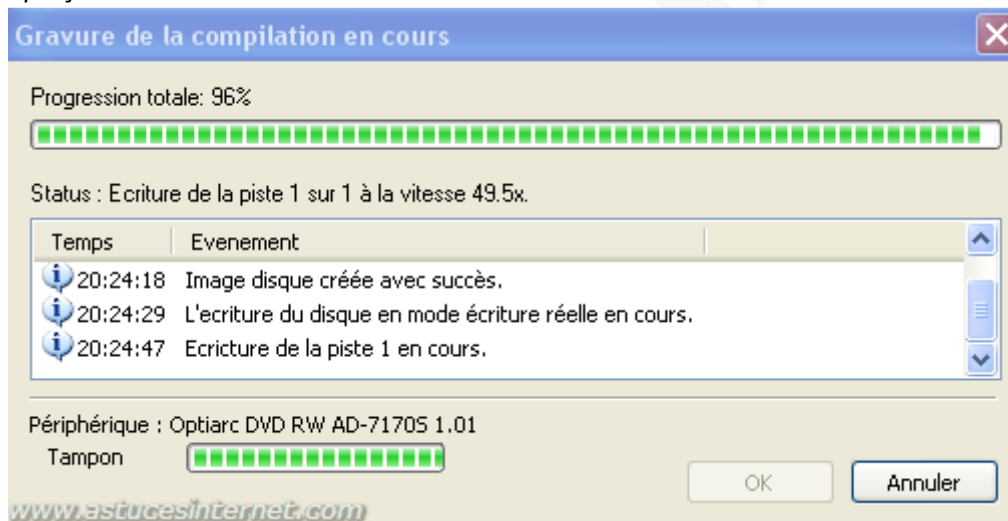 Gravure de la compilation en cours
Progression totale: 96%
Status : Ecriture de la piste 1 sur 1 à la vitesse 49.5x.
Temps Evenement
20:24:18 Image disque créée avec succès.
20:24:29 L'ecriture du disque en mode écriture réelle en cours.
20:24:47 Ecricture de la piste 1 en cours.
Périphérique : Optiarc DVD RW AD-7170S 1.01
Tampon
OK Annuler
www.astucesinternet.com